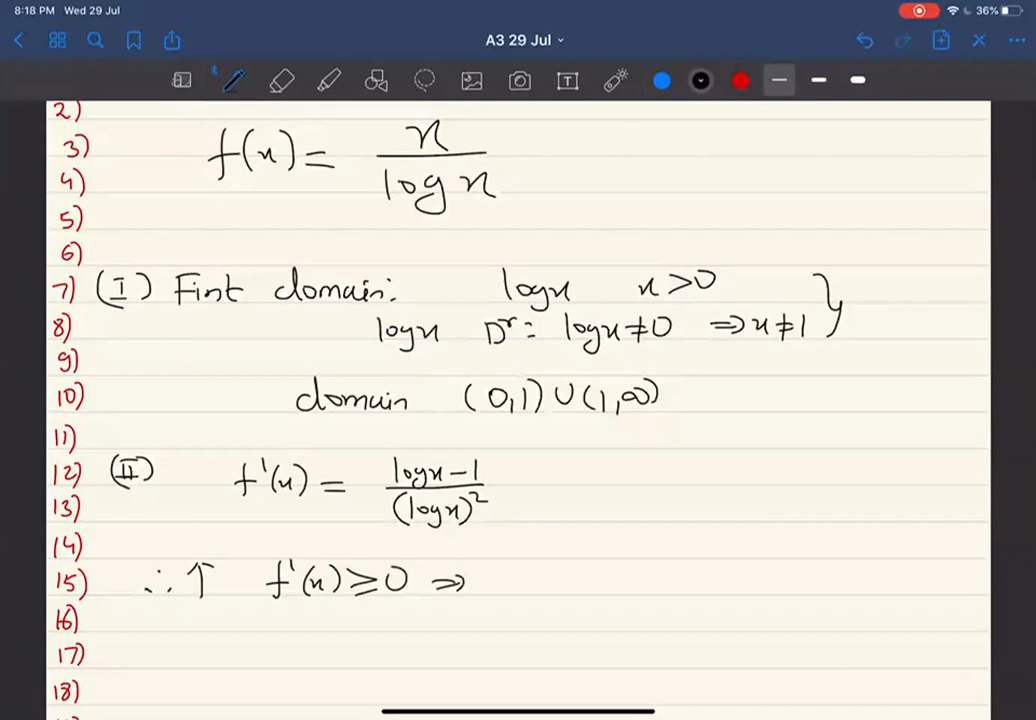 8:18 PM Wed 29 Jul 36%
A3 29 Jul
2)
3) f(x) = x / log x
4)
5)
6)
7) (I) First domain: log x x>0 }
8) log x Dr = log x ≠ 0 ⇒ x ≠ 1
9)
10) domain (0,1) ∪ (1,∞)
11)
12) (II) f'(x) = log x - 1 / (log x)²
13)
14)
15) ∴ ↑ f'(x) ≥ 0 ⇒
16)
17)
18)